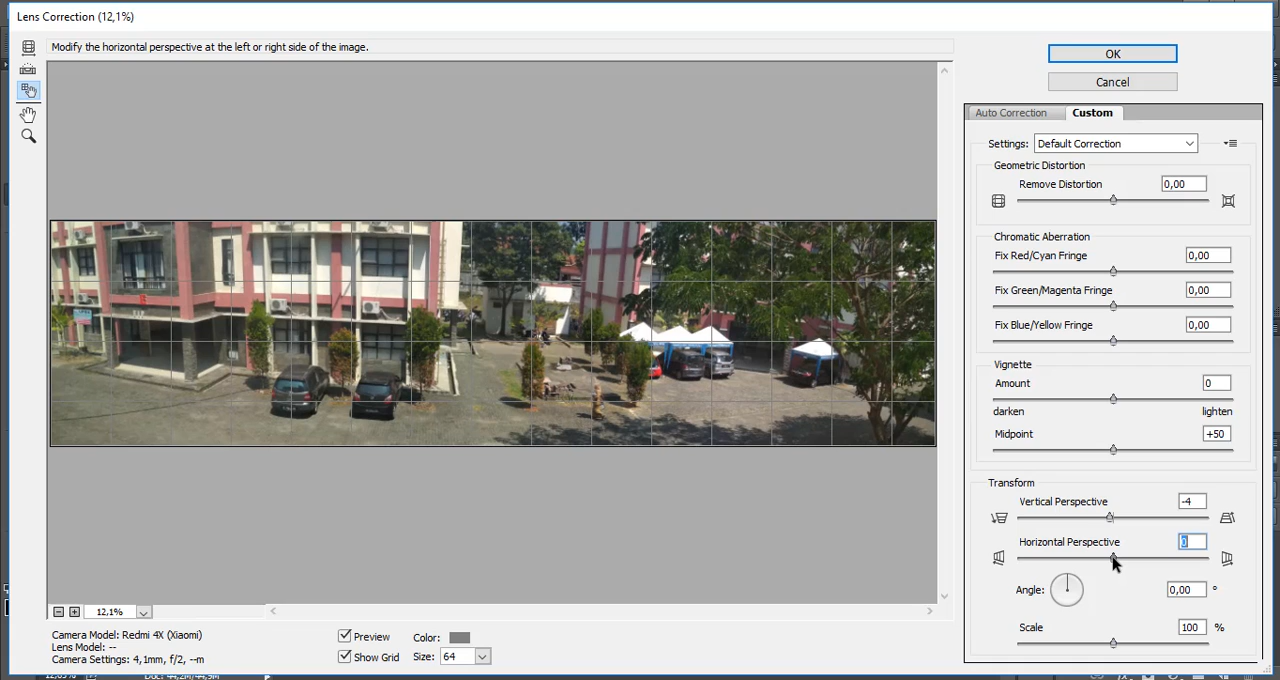 Lens Correction (12,1%)
Modify the horizontal perspective at the left or right side of the image.
OK
Cancel
Auto Correction
Custom
Settings: Default Correction
Geometric Distortion
Remove Distortion 0,00
Chromatic Aberration
Fix Red/Cyan Fringe 0,00
Fix Green/Magenta Fringe 0,00
Fix Blue/Yellow Fringe 0,00
Vignette
Amount 0
darken lighten
Midpoint +50
Transform
Vertical Perspective -4
Horizontal Perspective 0
Angle: 0,00 °
Scale 100 %
12,1%
Camera Model: Redmi 4X (Xiaomi)
Lens Model: --
Camera Settings: 4,1mm, f/2, --m
Preview
Show Grid
Color:
Size: 64